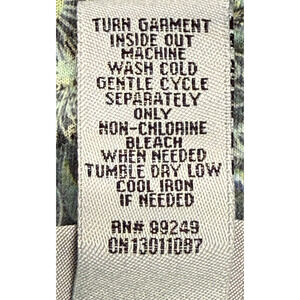 TURN GARMENT
INSIDE OUT
MACHINE
WASH COLD
GENTLE CYCLE
SEPARATELY
ONLY
NON-CHLORINE
BLEACH
WHEN NEEDED
TUMBLE DRY LOW
COOL IRON
IF NEEDED
RN# 99249
CN13011087